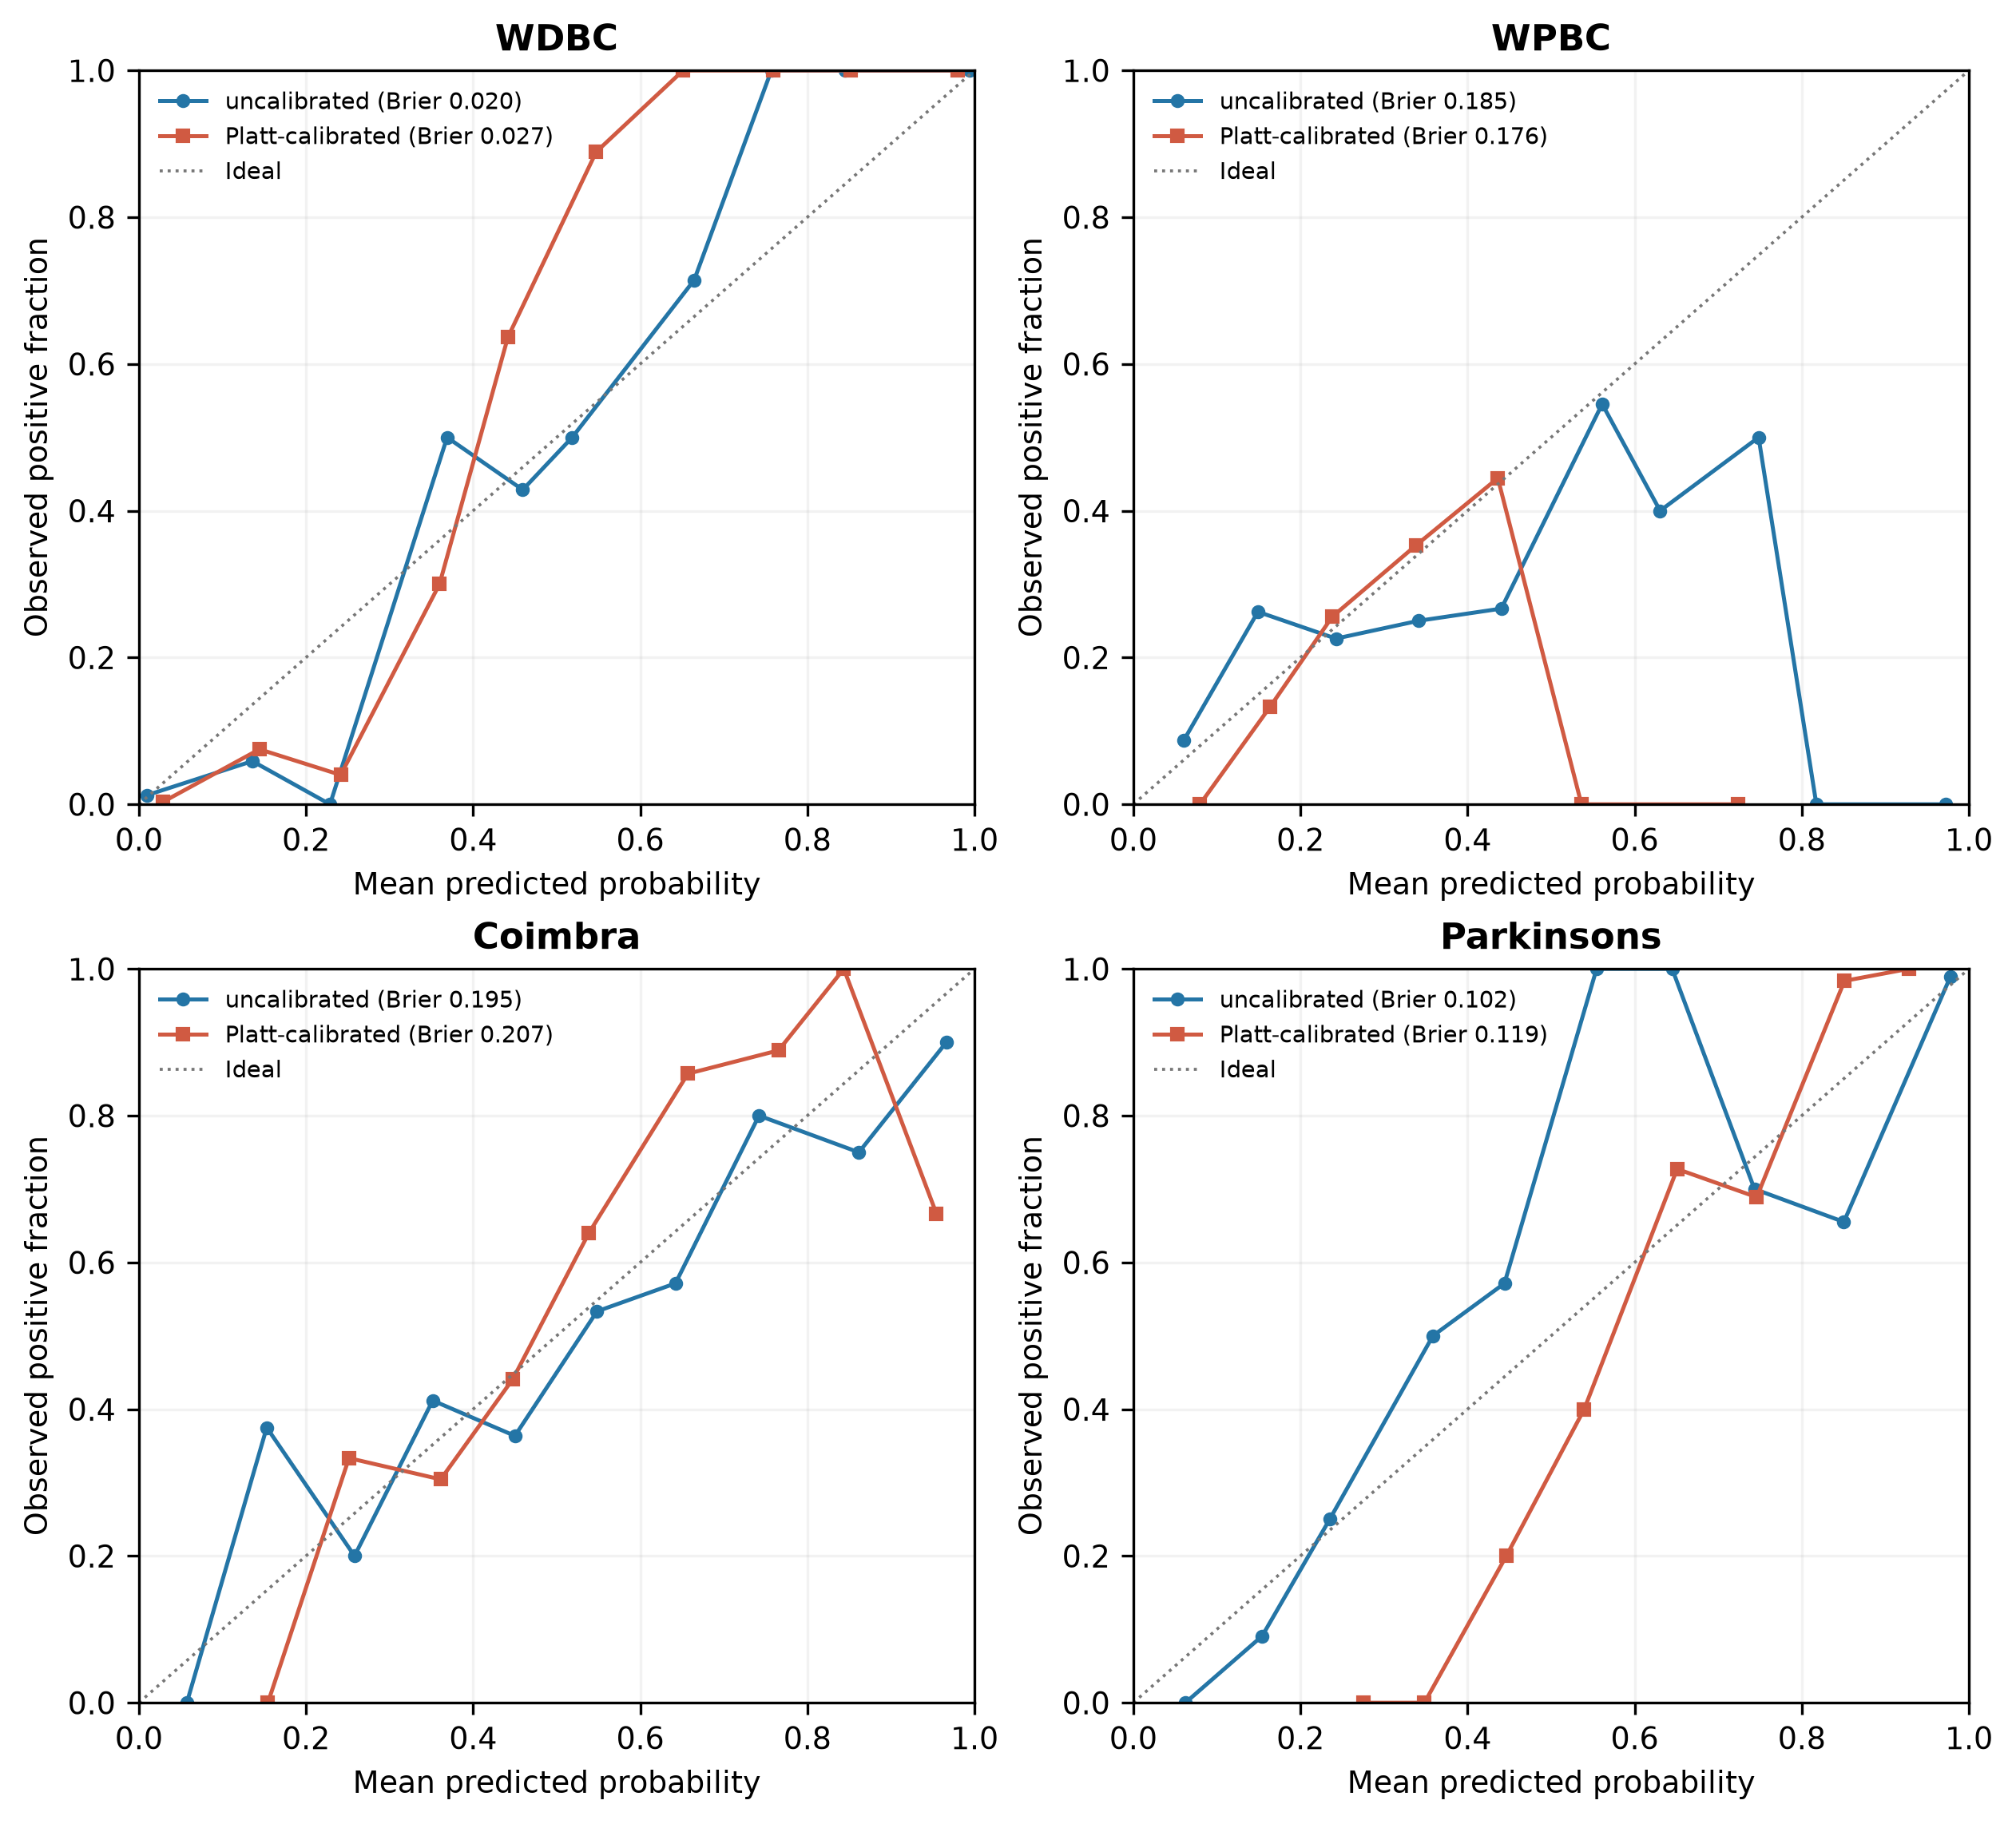 WDBC
1.0
0.8
0.6
0.4
0.2
0.0
Observed positive fraction
uncalibrated (Brier 0.020)
Platt-calibrated (Brier 0.027)
Ideal
0.0 0.2 0.4 0.6 0.8 1.0
Mean predicted probability
WPBC
1.0
0.8
0.6
0.4
0.2
0.0
Observed positive fraction
uncalibrated (Brier 0.185)
Platt-calibrated (Brier 0.176)
Ideal
0.0 0.2 0.4 0.6 0.8 1.0
Mean predicted probability
Coimbra
1.0
0.8
0.6
0.4
0.2
0.0
Observed positive fraction
uncalibrated (Brier 0.195)
Platt-calibrated (Brier 0.207)
Ideal
0.0 0.2 0.4 0.6 0.8 1.0
Mean predicted probability
Parkinsons
1.0
0.8
0.6
0.4
0.2
0.0
Observed positive fraction
uncalibrated (Brier 0.102)
Platt-calibrated (Brier 0.119)
Ideal
0.0 0.2 0.4 0.6 0.8 1.0
Mean predicted probability